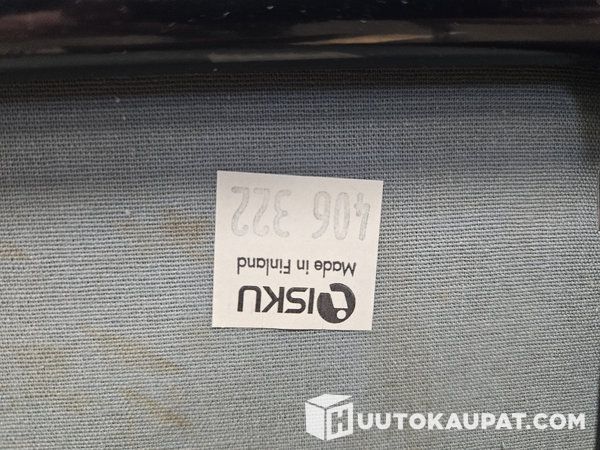 ISKU
Made in Finland
406 322
HUUTOKAUPAT.COM